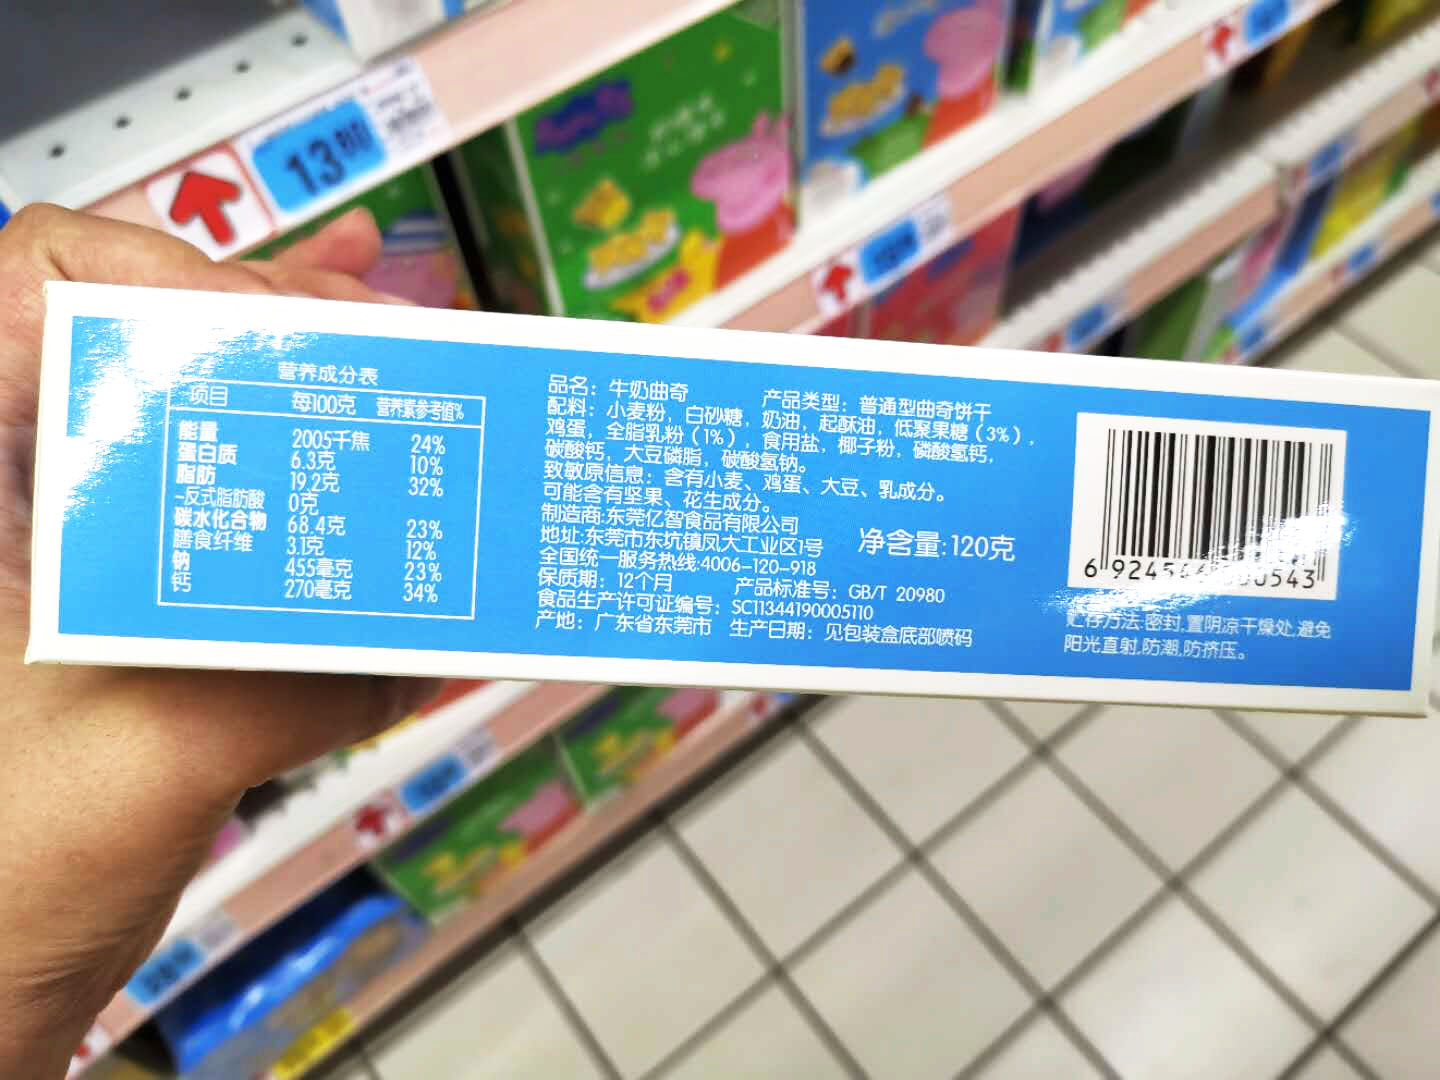 13.80
营养成分表
项目 每100克 营养素参考值%
能量 2005千焦 24%
蛋白质 6.3克 10%
脂肪 19.2克 32%
-反式脂肪酸 0克
碳水化合物 68.4克 23%
膳食纤维 3.1克 12%
钠 455毫克 23%
钙 270毫克 34%
品名：牛奶曲奇 产品类型：普通型曲奇饼干
配料：小麦粉，白砂糖，奶油，起酥油，低聚果糖（3%），
鸡蛋，全脂乳粉（1%），食用盐，椰子粉，磷酸氢钙，
碳酸钙，大豆磷脂，碳酸氢钠。
致敏原信息：含有小麦、鸡蛋、大豆、乳成分。
可能含有坚果、花生成分。
制造商:东莞亿智食品有限公司
地址:东莞市东坑镇凤大工业区1号
净含量:120克
全国统一服务热线:4006-120-918
保质期：12个月 产品标准号：GB/T 20980
食品生产许可证编号：SC11344190005110
产地：广东省东莞市 生产日期：见包装盒底部喷码
贮存方法:密封,置阴凉干燥处,避免
阳光直射,防潮,防挤压。